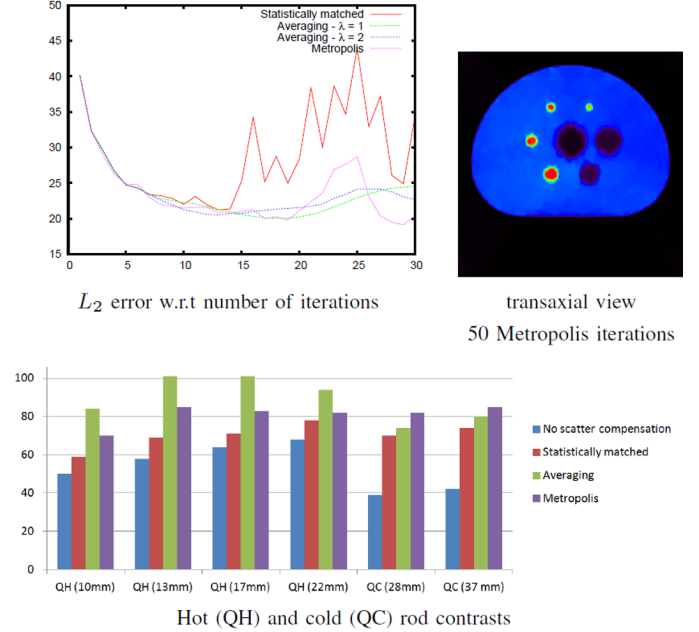 50
45
40
35
30
25
20
15
0 5 10 15 20 25 30
Statistically matched
Averaging - λ = 1
Averaging - λ = 2
Metropolis
L₂ error w.r.t number of iterations
transaxial view
50 Metropolis iterations
100
80
60
40
20
0
QH (10mm) QH (13mm) QH (17mm) QH (22mm) QC (28mm) QC (37 mm)
No scatter compensation
Statistically matched
Averaging
Metropolis
Hot (QH) and cold (QC) rod contrasts